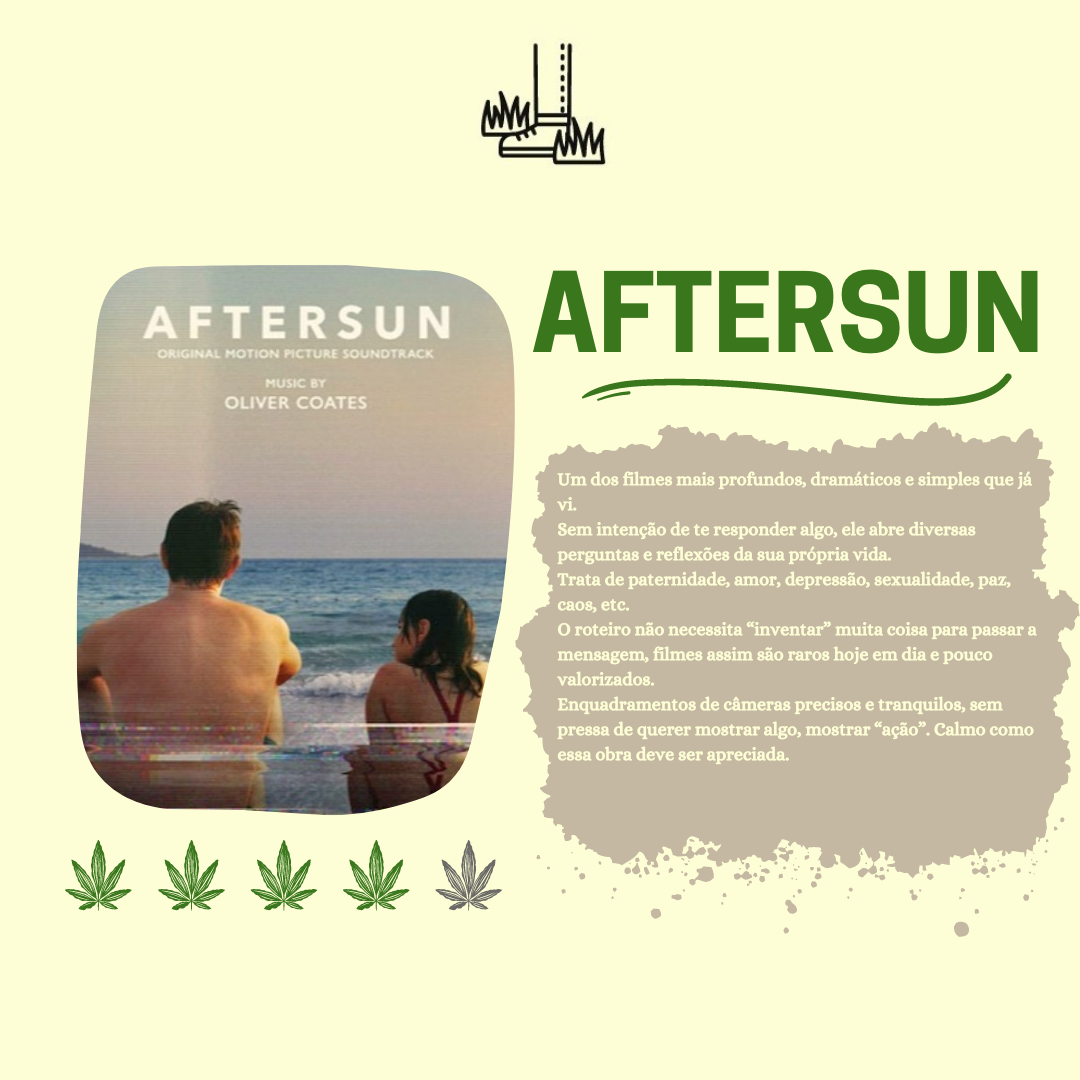 AFTERSUN
ORIGINAL MOTION PICTURE SOUNDTRACK
MUSIC BY
OLIVER COATES
AFTERSUN
Um dos filmes mais profundos, dramáticos e simples que já
vi.
Sem intenção de te responder algo, ele abre diversas
perguntas e reflexões da sua própria vida.
Trata de paternidade, amor, depressão, sexualidade, paz,
caos, etc.
O roteiro não necessita “inventar” muita coisa para passar a
mensagem, filmes assim são raros hoje em dia e pouco
valorizados.
Enquadramentos de câmeras precisos e tranquilos, sem
pressa de querer mostrar algo, mostrar “ação”. Calmo como
essa obra deve ser apreciada.